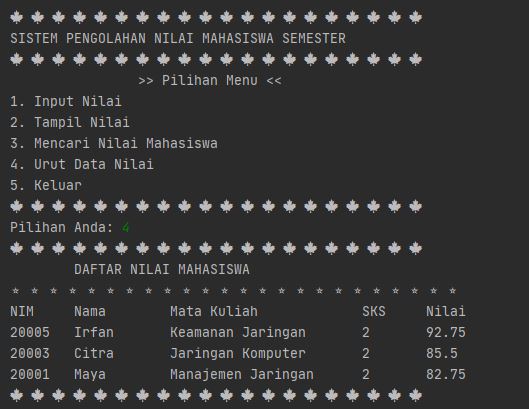 🍁 🍁 🍁 🍁 🍁 🍁 🍁 🍁 🍁 🍁 🍁 🍁 🍁 🍁 🍁 🍁 🍁 🍁 🍁 🍁
SISTEM PENGOLAHAN NILAI MAHASISWA SEMESTER
🍁 🍁 🍁 🍁 🍁 🍁 🍁 🍁 🍁 🍁 🍁 🍁 🍁 🍁 🍁 🍁 🍁 🍁 🍁 🍁
>> Pilihan Menu <<
1. Input Nilai
2. Tampil Nilai
3. Mencari Nilai Mahasiswa
4. Urut Data Nilai
5. Keluar
🍁 🍁 🍁 🍁 🍁 🍁 🍁 🍁 🍁 🍁 🍁 🍁 🍁 🍁 🍁 🍁 🍁 🍁 🍁 🍁
Pilihan Anda: 4
🍁 🍁 🍁 🍁 🍁 🍁 🍁 🍁 🍁 🍁 🍁 🍁 🍁 🍁 🍁 🍁 🍁 🍁 🍁 🍁
DAFTAR NILAI MAHASISWA
* * * * * * * * * * * * * * * * * * * * * * * *
NIM Nama Mata Kuliah SKS Nilai
20005 Irfan Keamanan Jaringan 2 92.75
20003 Citra Jaringan Komputer 2 85.5
20001 Maya Manajemen Jaringan 2 82.75
🍁 🍁 🍁 🍁 🍁 🍁 🍁 🍁 🍁 🍁 🍁 🍁 🍁 🍁 🍁 🍁 🍁 🍁 🍁 🍁